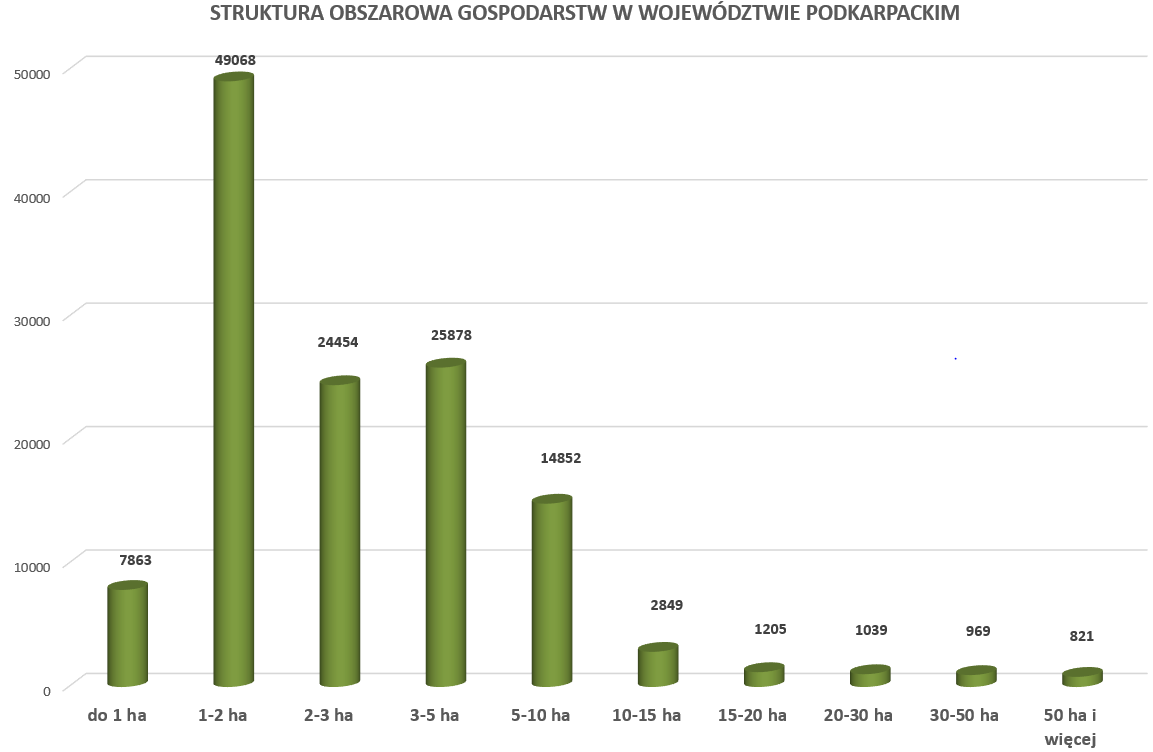 STRUKTURA OBSZAROWA GOSPODARSTW W WOJEWÓDZTWIE PODKARPACKIM
50000
40000
30000
20000
10000
0
7863
49068
24454
25878
14852
2849
1205
1039
969
821
do 1 ha
1-2 ha
2-3 ha
3-5 ha
5-10 ha
10-15 ha
15-20 ha
20-30 ha
30-50 ha
50 ha i
więcej